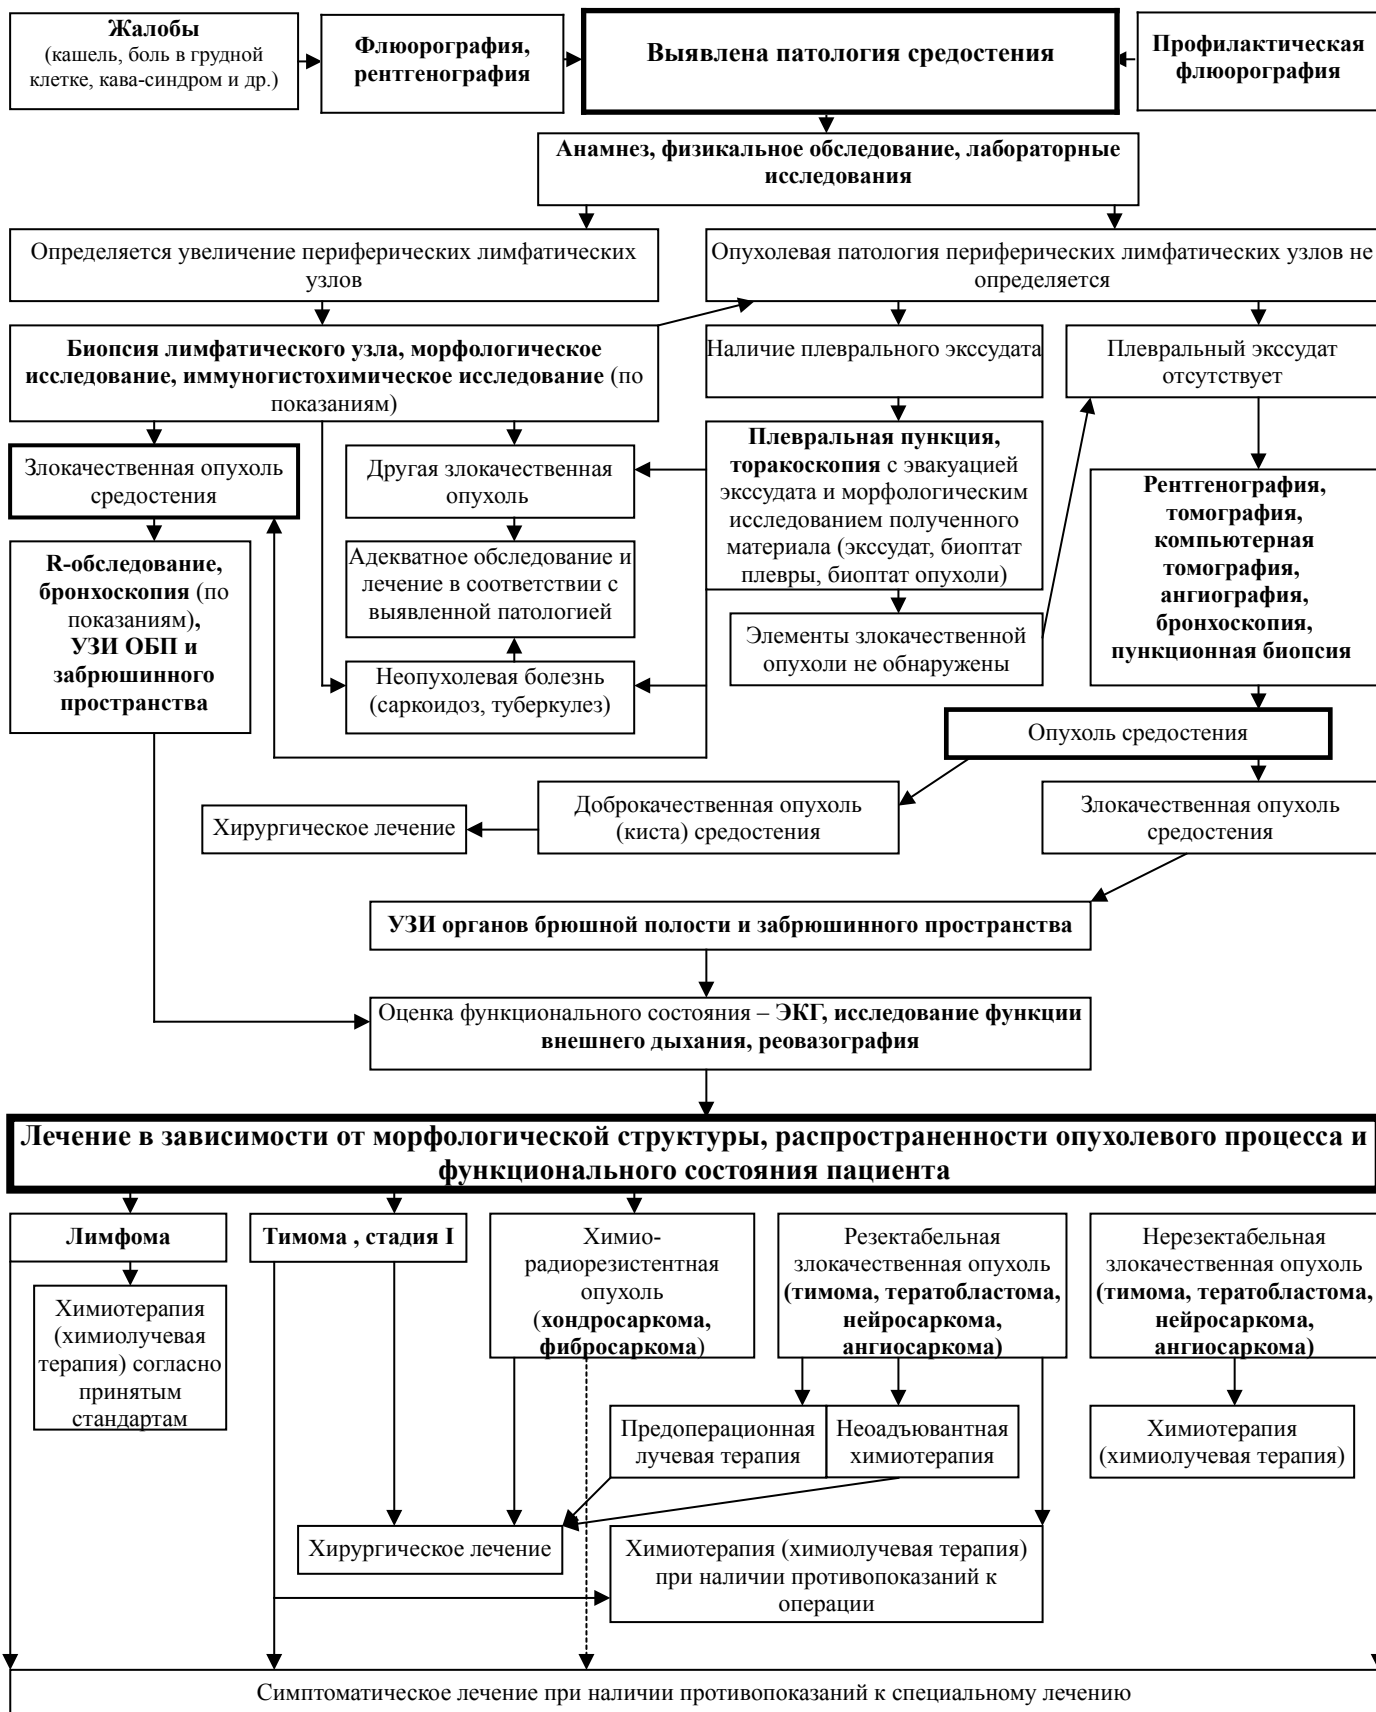 Жалобы
(кашель, боль в грудной
клетке, кава-синдром и др.)
Флюорография,
рентгенография
Выявлена патология средостения
Профилактическая
флюорография
Анамнез, физикальное обследование, лабораторные
исследования
Определяется увеличение периферических лимфатических
узлов
Опухолевая патология периферических лимфатических узлов не
определяется
Биопсия лимфатического узла, морфологическое
исследование, иммуногистохимическое исследование (по
показаниям)
Наличие плеврального экссудата
Плевральный экссудат
отсутствует
Злокачественная опухоль
средостения
Другая злокачественная
опухоль
Плевральная пункция,
торакоскопия с эвакуацией
экссудата и морфологическим
исследованием полученного
материала (экссудат, биоптат
плевры, биоптат опухоли)
Рентгенография,
томография,
компьютерная
томография,
ангиография,
бронхоскопия,
пункционная биопсия
R-обследование,
бронхоскопия (по
показаниям),
УЗИ ОБП и
забрюшинного
пространства
Адекватное обследование и
лечение в соответствии с
выявленной патологией
Элементы злокачественной
опухоли не обнаружены
Неопухолевая болезнь
(саркоидоз, туберкулез)
Опухоль средостения
Хирургическое лечение
Доброкачественная опухоль
(киста) средостения
Злокачественная опухоль
средостения
УЗИ органов брюшной полости и забрюшинного пространства
Оценка функционального состояния – ЭКГ, исследование функции
внешнего дыхания, реовазография
Лечение в зависимости от морфологической структуры, распространенности опухолевого процесса и
функционального состояния пациента
Лимфома
Тимома , стадия I
Химио-
радиорезистентная
опухоль
(хондросаркома,
фибросаркома)
Резектабельная
злокачественная опухоль
(тимома, тератобластома,
нейросаркома,
ангиосаркома)
Нерезектабельная
злокачественная опухоль
(тимома, тератобластома,
нейросаркома,
ангиосаркома)
Химиотерапия
(химиолучевая
терапия) согласно
принятым
стандартам
Предоперационная
лучевая терапия
Неоадъювантная
химиотерапия
Химиотерапия
(химиолучевая терапия)
Хирургическое лечение
Химиотерапия (химиолучевая терапия)
при наличии противопоказаний к
операции
Симптоматическое лечение при наличии противопоказаний к специальному лечению